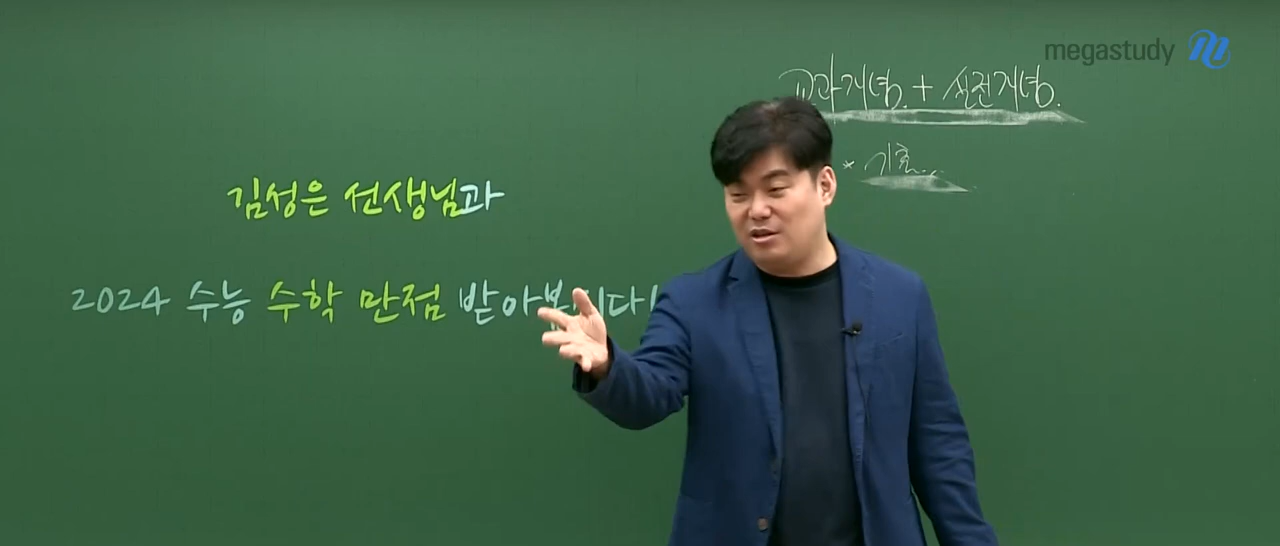 megastudy
교과개념. + 실전개념.
* 기출..
김성은 선생님과
2024 수능 수학 만점 받아봅시다!